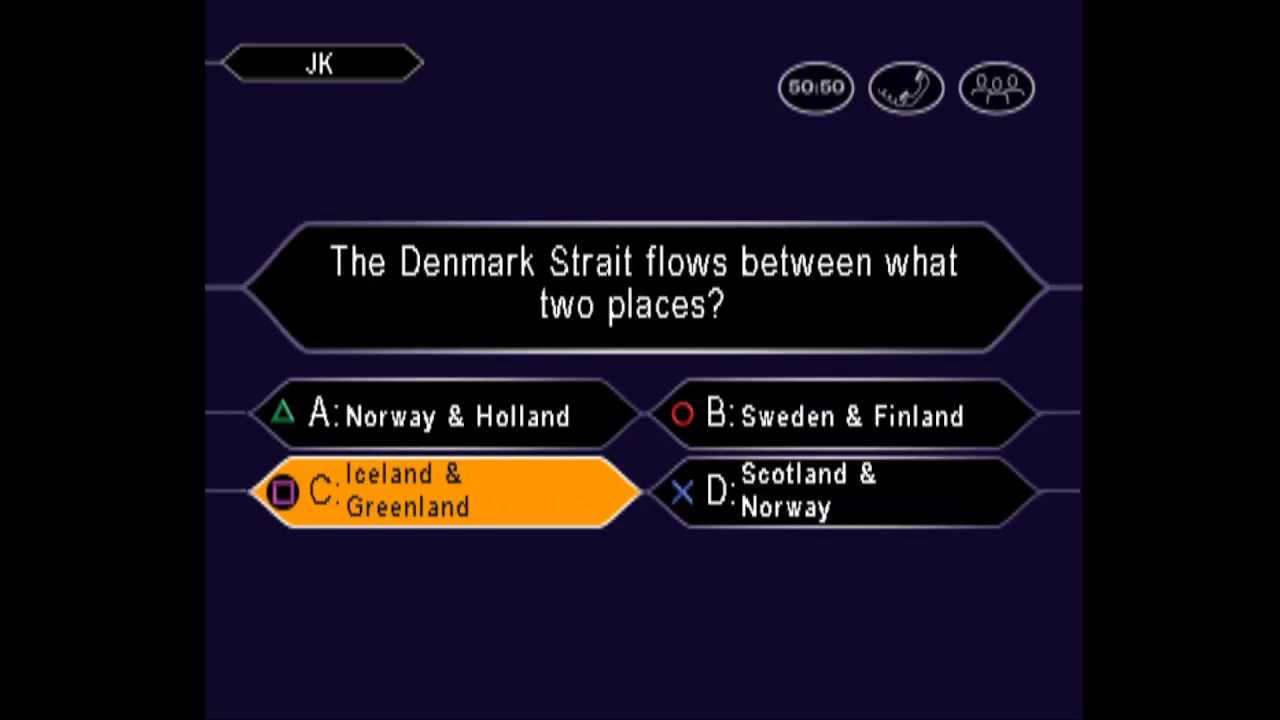 JK
50:50
The Denmark Strait flows between what
two places?
A: Norway & Holland
B: Sweden & Finland
C: Iceland &
Greenland
D: Scotland &
Norway